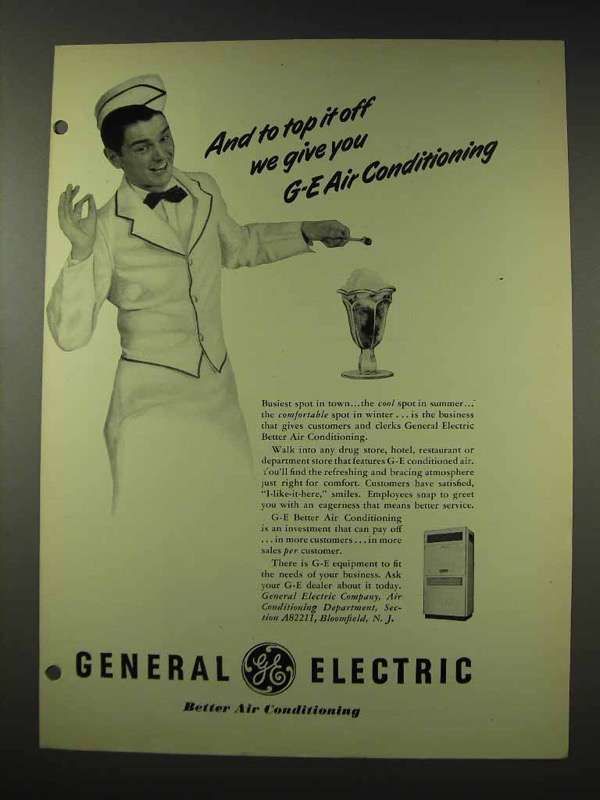 And to top it off
we give you
G-E Air Conditioning
Busiest spot in town...the cool spot in summer...
the comfortable spot in winter...is the business
that gives customers and clerks General Electric
Better Air Conditioning.
Walk into any drug store, hotel, restaurant or
department store that features G-E conditioned air.
You'll find the refreshing and bracing atmosphere
just right for comfort. Customers have satisfied,
"I-like-it-here," smiles. Employees snap to greet
you with an eagerness that means better service.
G-E Better Air Conditioning
is an investment that can pay off
...in more customers...in more
sales per customer.
There is G-E equipment to fit
the needs of your business. Ask
your G-E dealer about it today.
General Electric Company, Air
Conditioning Department, Sec-
tion A82211, Bloomfield, N. J.
GENERAL GE ELECTRIC
Better Air Conditioning